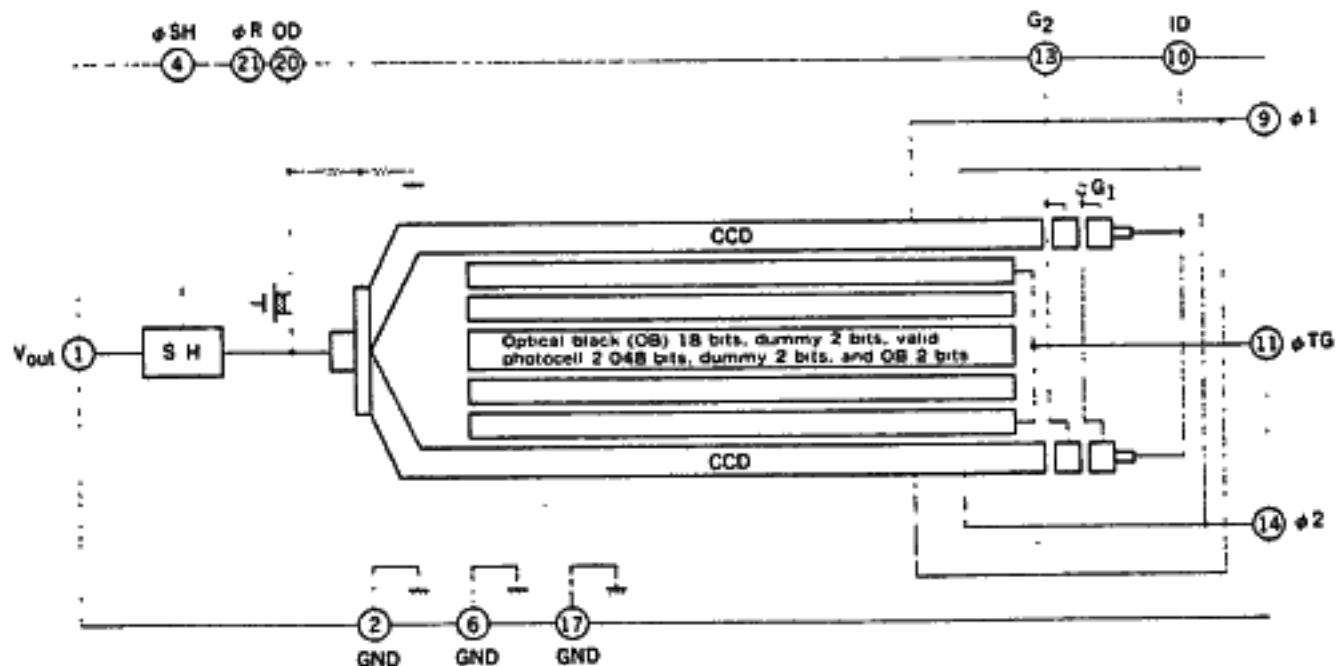 φSH φR OD G2 ID
4 21 20 13 10
9 φ1
G1
CCD
Vout 1 SH
Optical black (OB) 18 bits, dummy 2 bits, valid
photocell 2 048 bits, dummy 2 bits, and OB 2 bits
11 φTG
CCD
14 φ2
2 6 17
GND GND GND